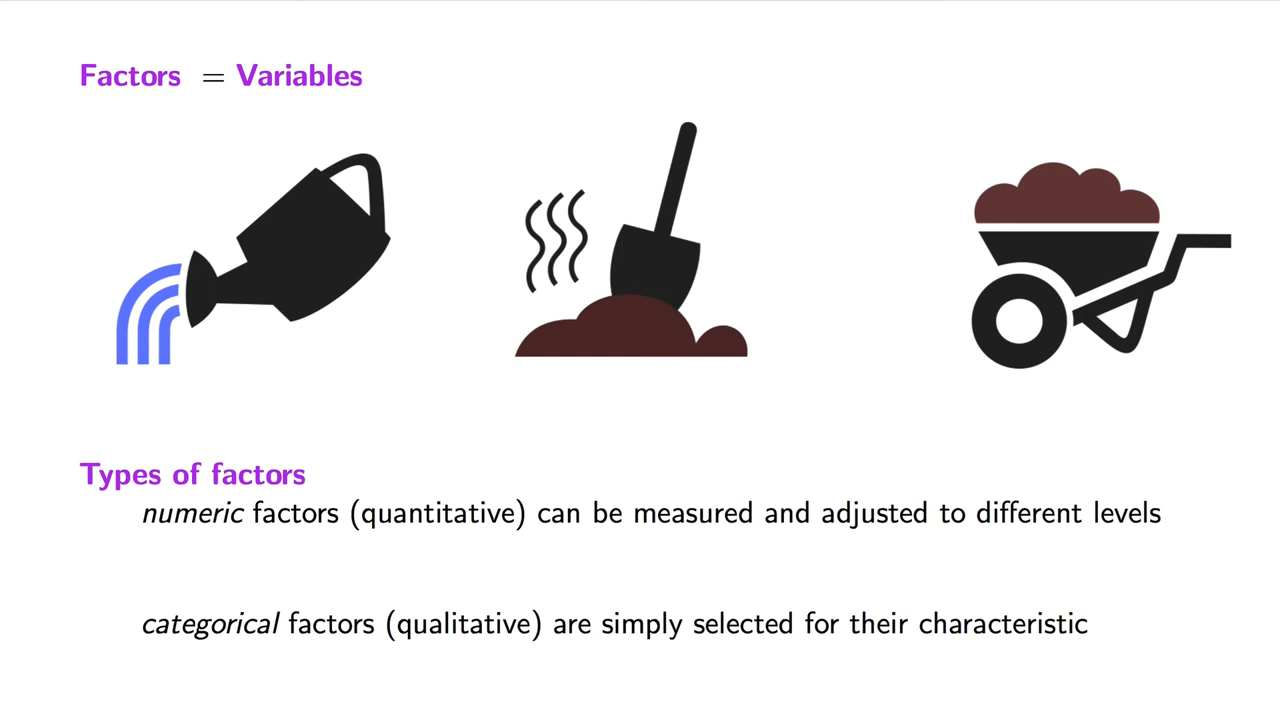 Factors = Variables
Types of factors
numeric factors (quantitative) can be measured and adjusted to different levels
categorical factors (qualitative) are simply selected for their characteristic